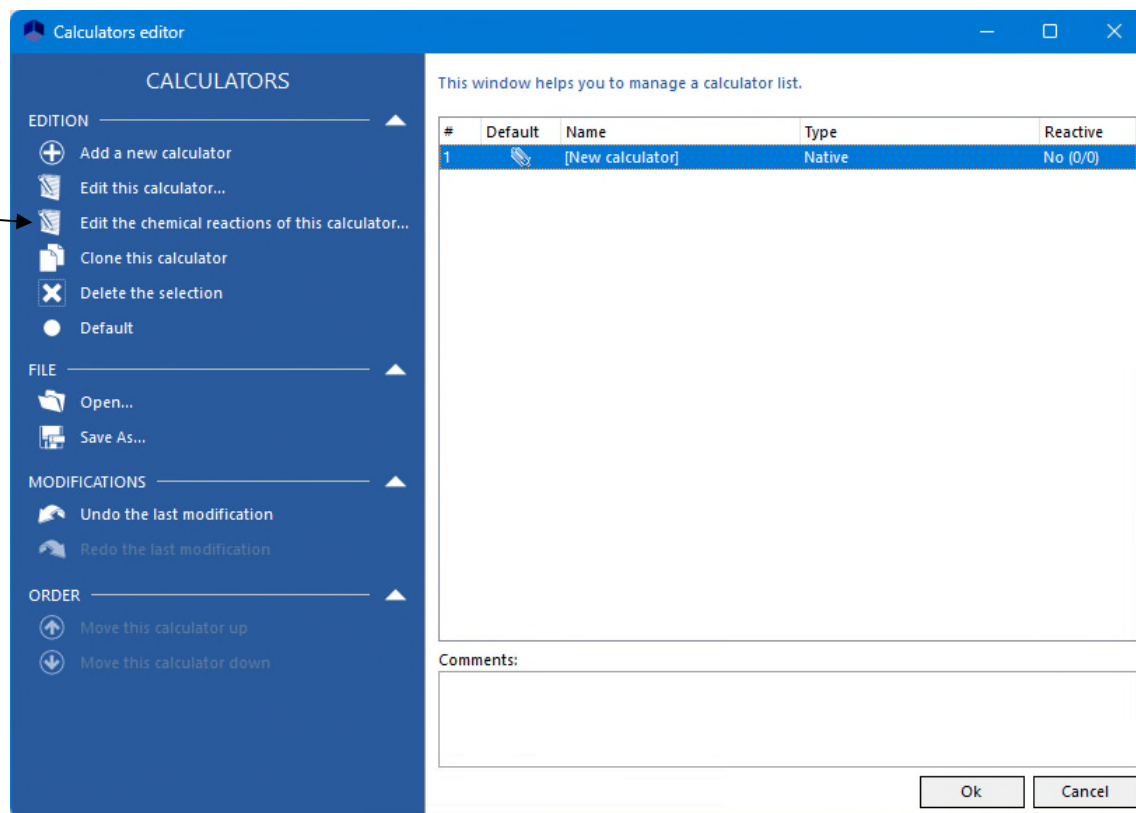 Calculators editor
CALCULATORS
EDITION
Add a new calculator
Edit this calculator...
Edit the chemical reactions of this calculator...
Clone this calculator
Delete the selection
Default
FILE
Open...
Save As...
MODIFICATIONS
Undo the last modification
Redo the last modification
ORDER
Move this calculator up
Move this calculator down
This window helps you to manage a calculator list.
# Default Name Type Reactive
1 [New calculator] Native No (0/0)
Comments:
Ok Cancel